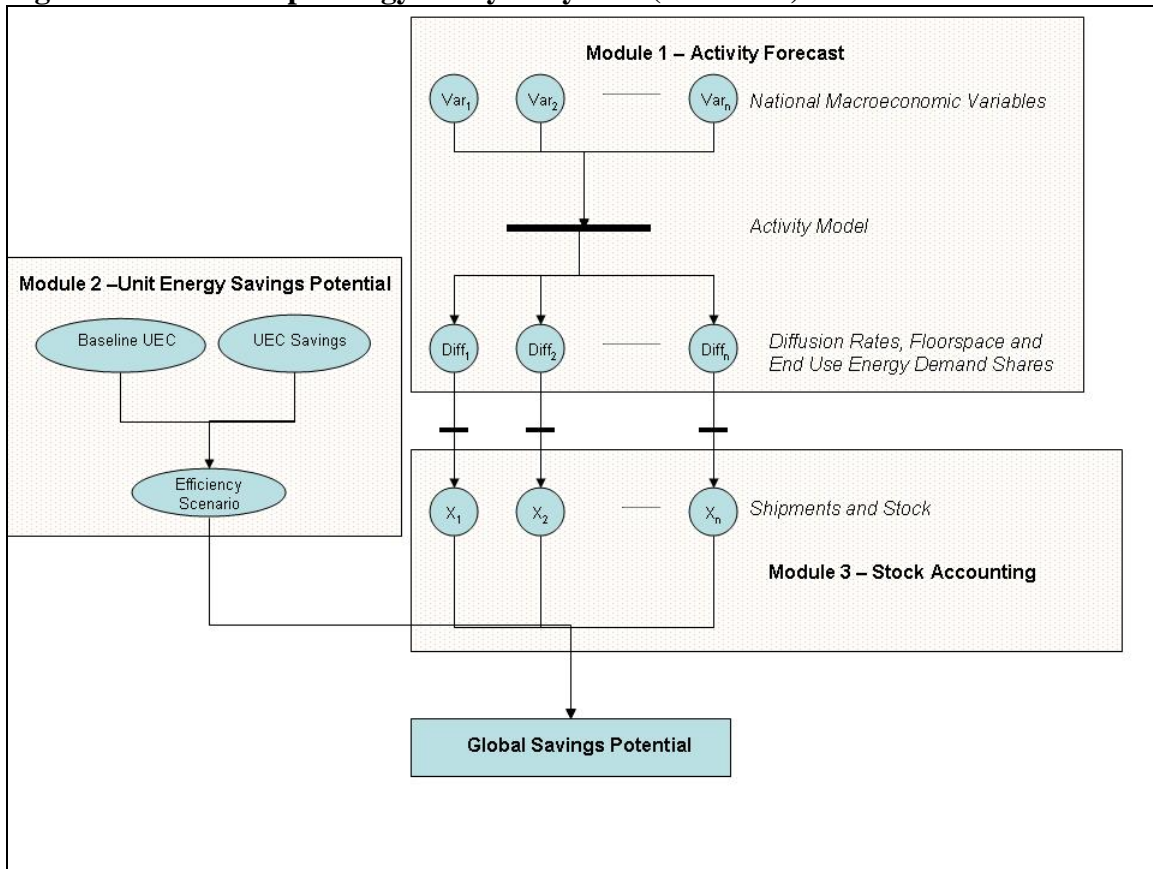 Module 1 – Activity Forecast
Var1
Var2
Varn
National Macroeconomic Variables
Activity Model
Module 2 –Unit Energy Savings Potential
Baseline UEC
UEC Savings
Diff1
Diff2
Diffn
Diffusion Rates, Floorspace and
End Use Energy Demand Shares
Efficiency
Scenario
X1
X2
Xn
Shipments and Stock
Module 3 – Stock Accounting
Global Savings Potential